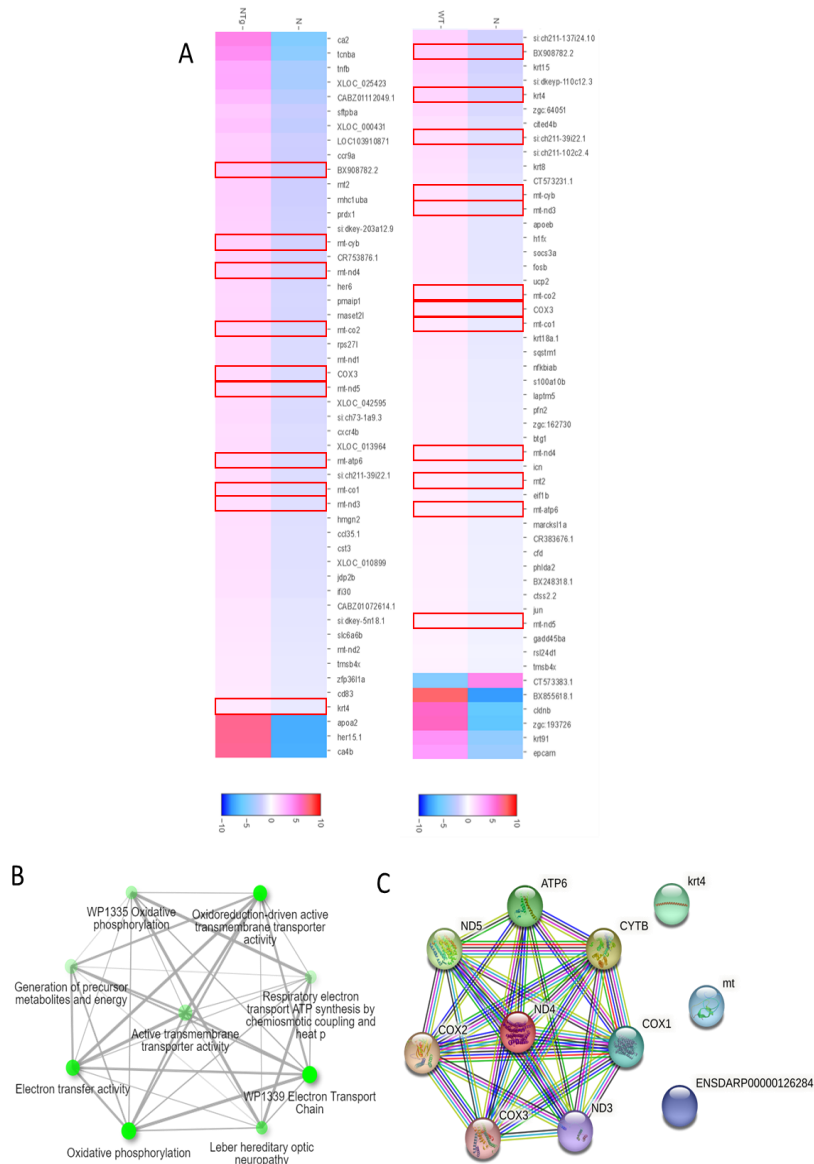 A
NTg
N
ca2
tcnba
tnfb
XLOC_025423
CABZ01112049.1
sftpba
XLOC_000431
LOC103910871
ccr9a
BX908782.2
mt2
mhc1uba
prdx1
si:dkey-203a12.9
mt-cyb
CR753876.1
mt-nd4
her6
pmaip1
rnaset2l
mt-co2
rps27l
mt-nd1
COX3
mt-nd5
XLOC_042595
si:ch73-1a9.3
cxcr4b
XLOC_013964
mt-atp6
si:ch211-39i22.1
mt-co1
mt-nd3
hmgn2
ccl35.1
cst3
XLOC_010899
jdp2b
ifi30
CABZ01072614.1
si:dkey-5n18.1
slc6a6b
mt-nd2
tmsb4x
zfp36l1a
cd83
krt4
apoa2
her15.1
ca4b
-10
-5
0
5
10
WT
N
si:ch211-137i24.10
BX908782.2
krt15
si:dkeyp-110c12.3
krt4
zgc:64051
cited4b
si:ch211-39i22.1
si:ch211-102c2.4
krt8
CT573231.1
mt-cyb
mt-nd3
apoeb
h1fx
socs3a
fosb
ucp2
mt-co2
COX3
mt-co1
krt18a.1
sqstm1
nfkbiab
s100a10b
laptm5
pfn2
zgc:162730
btg1
mt-nd4
icn
mt2
eif1b
mt-atp6
marcksl1a
CR383676.1
cfd
phlda2
BX248318.1
ctss2.2
jun
mt-nd5
gadd45ba
rsl24d1
tmsb4x
CT573383.1
BX855618.1
cldnb
zgc:193726
krt91
epcam
-10
-5
0
5
10
B
WP1335 Oxidative
phosphorylation
Oxidoreduction-driven active
transmembrane transporter
activity
Generation of precursor
metabolites and energy
Respiratory electron
transport ATP synthesis by
chemiosmotic coupling and
heat p
Active transmembrane
transporter activity
Electron transfer activity
WP1339 Electron Transport
Chain
Oxidative phosphorylation
Leber hereditary optic
neuropathy
C
ATP6
krt4
ND5
CYTB
mt
ND4
COX2
COX1
ENSDARP00000126284
COX3
ND3